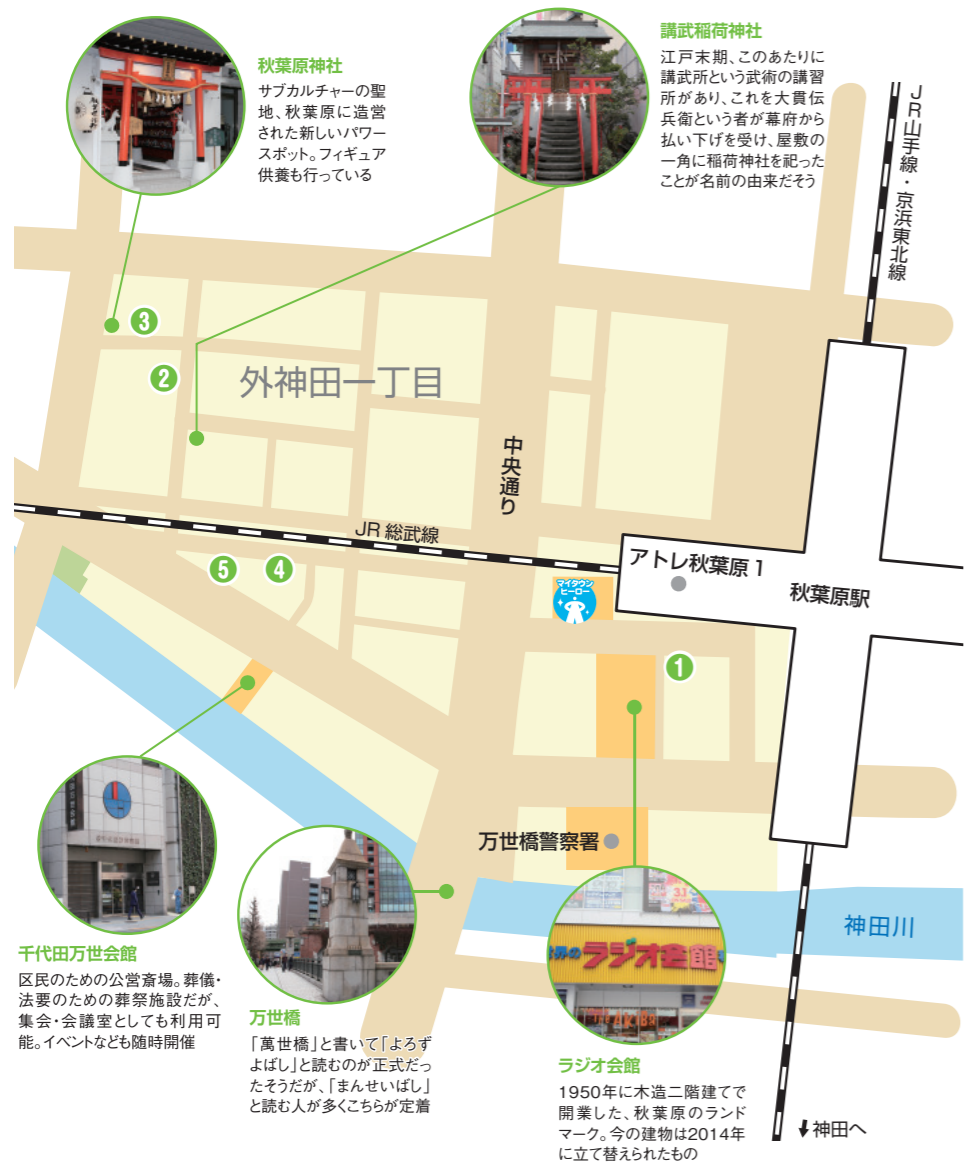 秋葉原神社
サブカルチャーの聖
地、秋葉原に造営
された新しいパワー
スポット。フィギュア
供養も行っている
講武稲荷神社
江戸末期、このあたりに
講武所という武術の講習
所があり、これを大貫伝
兵衛という者が幕府から
払い下げを受け、屋敷の
一角に稲荷神社を祀った
ことが名前の由来だそう
JR山手線・京浜東北線
3
2
外神田一丁目
中央通り
JR 総武線
5
4
アトレ秋葉原1
秋葉原駅
マイタウン
ヒーロー
1
万世橋警察署
神田川
千代田万世会館
区民のための公営斎場。葬儀・
法要のための葬祭施設だが、
集会・会議室としても利用可
能。イベントなども随時開催
万世橋
「萬世橋」と書いて「よろず
よばし」と読むのが正式だっ
たそうだが、「まんせいばし」
と読む人が多くこちらが定着
界のラジオ会館
ラジオ会館
1950年に木造二階建てで
開業した、秋葉原のランド
マーク。今の建物は2014年
に立て替えられたもの
↓神田へ